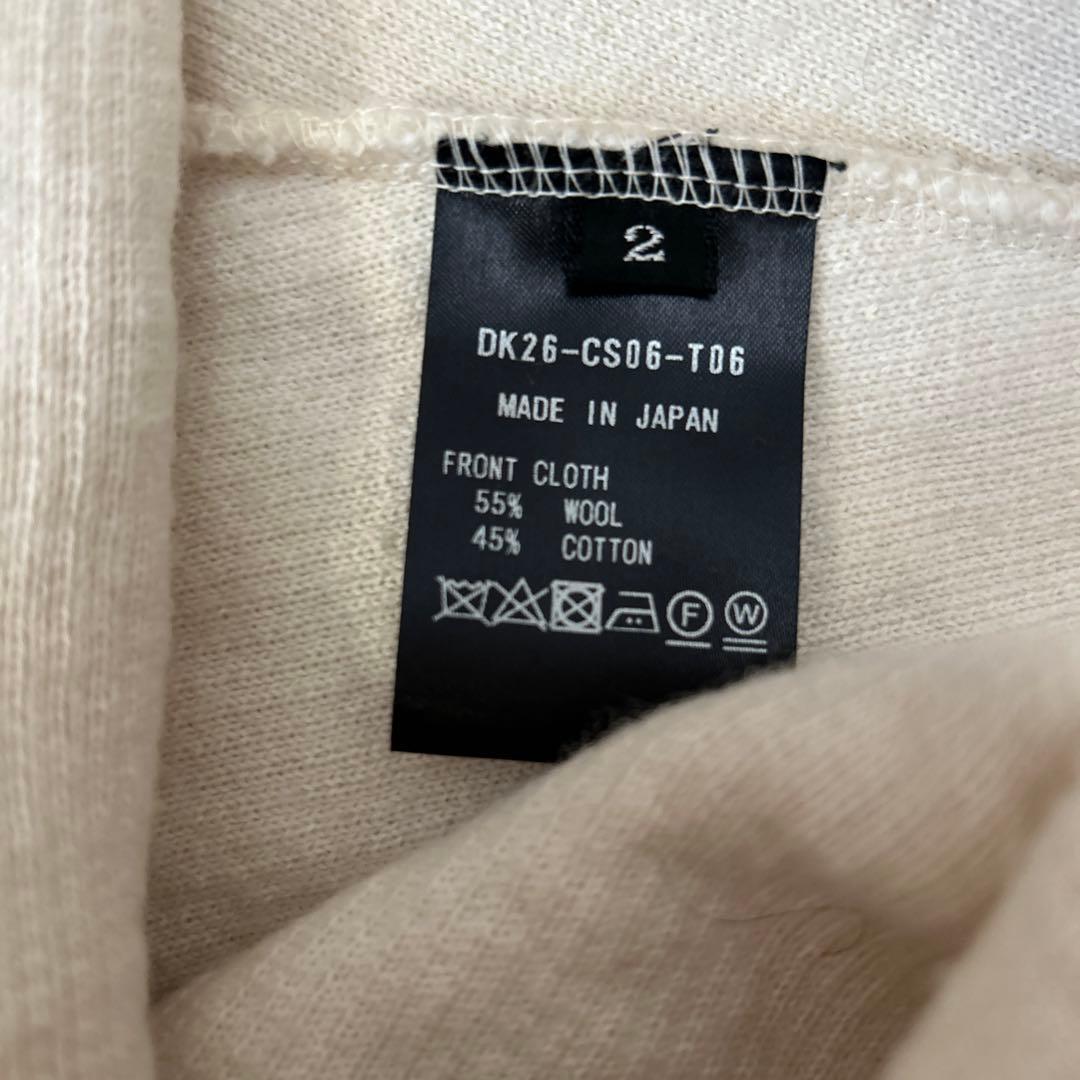 2
DK26-CS06-T06
MADE IN JAPAN
FRONT CLOTH
55% WOOL
45% COTTON
F W